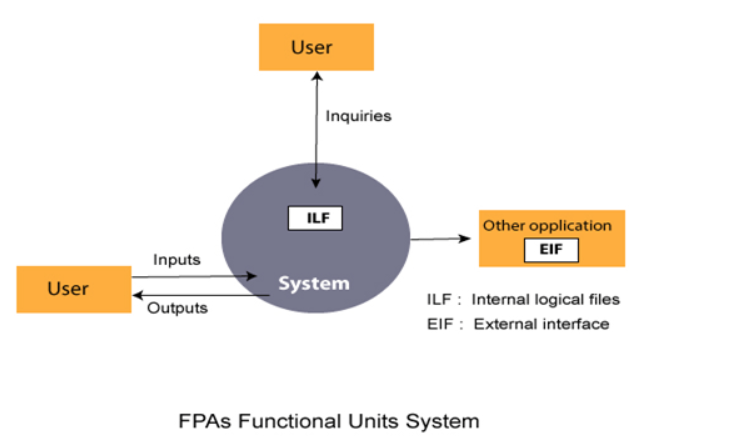 User
Inquiries
ILF
Other opplication
EIF
Inputs
System
User
Outputs
ILF : Internal logical files
EIF : External interface
FPAs Functional Units System